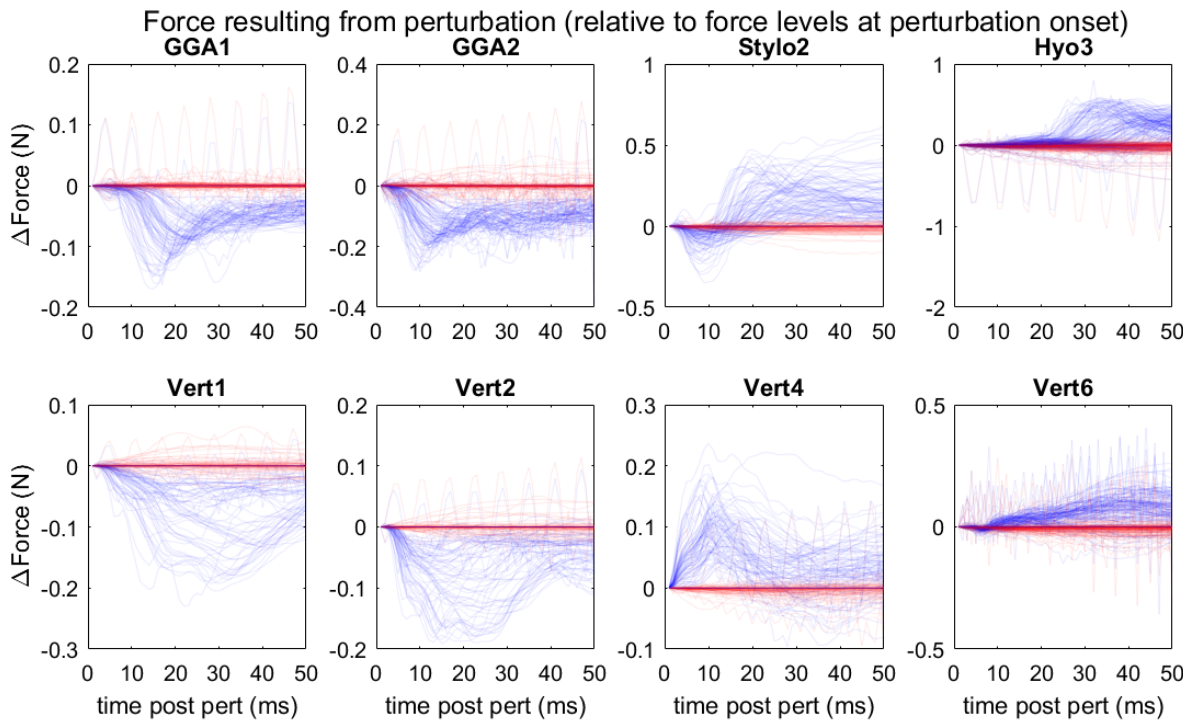 Force resulting from perturbation (relative to force levels at perturbation onset)
GGA1 GGA2 Stylo2 Hyo3
ΔForce (N)
0.2
0.1
0
-0.1
-0.2
0 10 20 30 40 50
0.4
0.2
0
-0.2
-0.4
0 10 20 30 40 50
1
0.5
0
-0.5
0 10 20 30 40 50
1
0
-1
-2
0 10 20 30 40 50
Vert1 Vert2 Vert4 Vert6
ΔForce (N)
0.1
0
-0.1
-0.2
-0.3
0 10 20 30 40 50
time post pert (ms)
0.2
0.1
0
-0.1
-0.2
0 10 20 30 40 50
time post pert (ms)
0.3
0.2
0.1
0
-0.1
0 10 20 30 40 50
time post pert (ms)
0.5
0
-0.5
0 10 20 30 40 50
time post pert (ms)